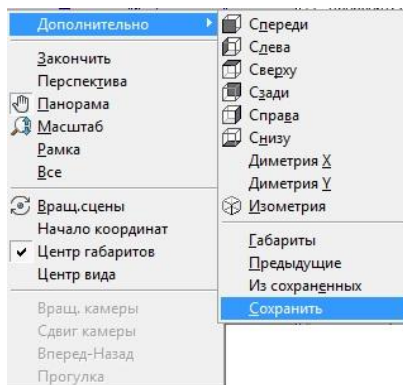 Дополнительно
Закончить
Перспектива
Панорама
Масштаб
Рамка
Все
Вращ.сцены
Начало координат
Центр габаритов
Центр вида
Вращ. камеры
Сдвиг камеры
Вперед-Назад
Прогулка
Спереди
Слева
Сверху
Сзади
Справа
Снизу
Диметрия X
Диметрия Y
Изометрия
Габариты
Предыдущие
Из сохраненных
Сохранить